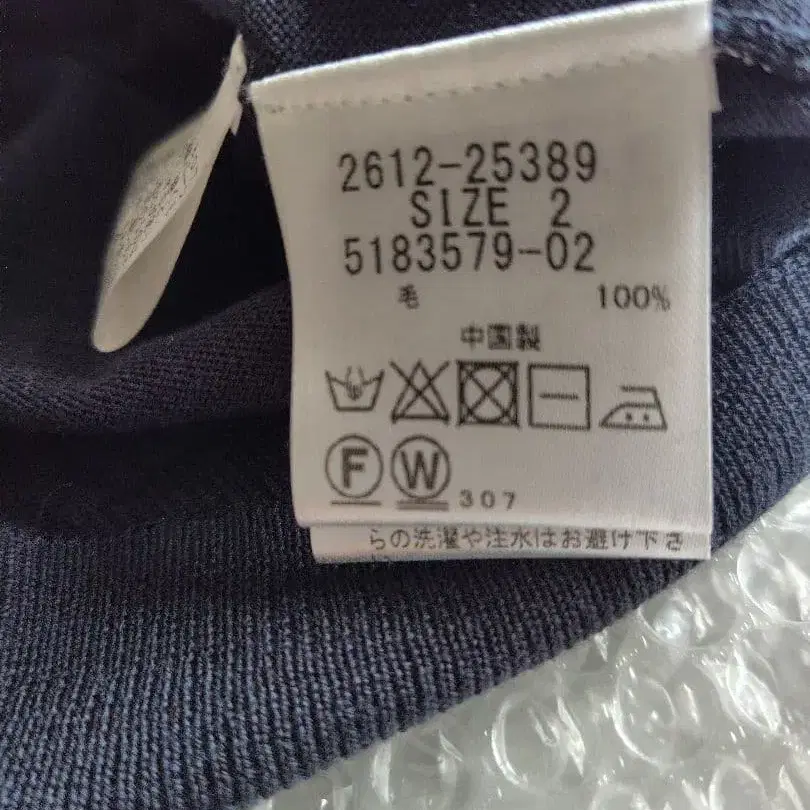 2612-25389
SIZE 2
5183579-02
毛 100%
中国製
F W 307
らの洗濯や注水はお避け下さ